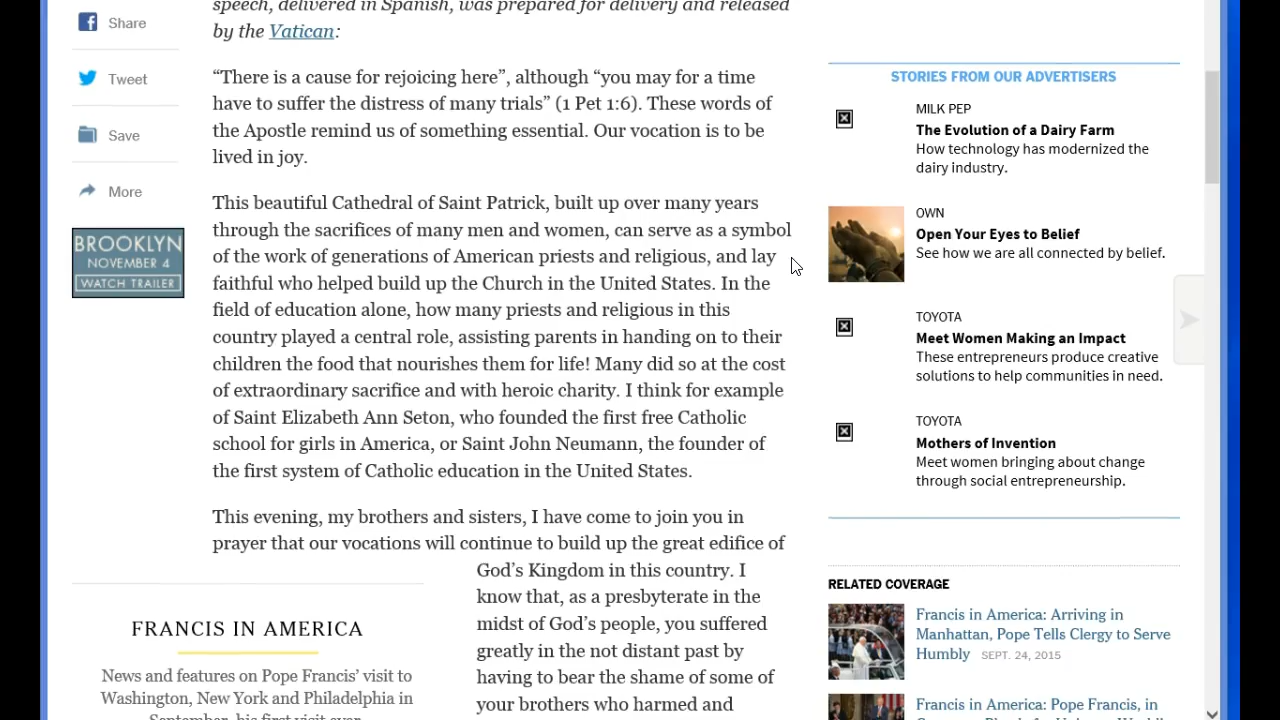 Share
Tweet
Save
More
BROOKLYN
NOVEMBER 4
WATCH TRAILER
speech, delivered in Spanish, was prepared for delivery and released
by the Vatican:
“There is a cause for rejoicing here”, although “you may for a time
have to suffer the distress of many trials” (1 Pet 1:6). These words of
the Apostle remind us of something essential. Our vocation is to be
lived in joy.
This beautiful Cathedral of Saint Patrick, built up over many years
through the sacrifices of many men and women, can serve as a symbol
of the work of generations of American priests and religious, and lay
faithful who helped build up the Church in the United States. In the
field of education alone, how many priests and religious in this
country played a central role, assisting parents in handing on to their
children the food that nourishes them for life! Many did so at the cost
of extraordinary sacrifice and with heroic charity. I think for example
of Saint Elizabeth Ann Seton, who founded the first free Catholic
school for girls in America, or Saint John Neumann, the founder of
the first system of Catholic education in the United States.
This evening, my brothers and sisters, I have come to join you in
prayer that our vocations will continue to build up the great edifice of
God’s Kingdom in this country. I
know that, as a presbyterate in the
midst of God’s people, you suffered
greatly in the not distant past by
having to bear the shame of some of
your brothers who harmed and
FRANCIS IN AMERICA
News and features on Pope Francis’ visit to
Washington, New York and Philadelphia in
September, his first visit ever
STORIES FROM OUR ADVERTISERS
MILK PEP
The Evolution of a Dairy Farm
How technology has modernized the
dairy industry.
OWN
Open Your Eyes to Belief
See how we are all connected by belief.
TOYOTA
Meet Women Making an Impact
These entrepreneurs produce creative
solutions to help communities in need.
TOYOTA
Mothers of Invention
Meet women bringing about change
through social entrepreneurship.
RELATED COVERAGE
Francis in America: Arriving in
Manhattan, Pope Tells Clergy to Serve
Humbly SEPT. 24, 2015
Francis in America: Pope Francis, in